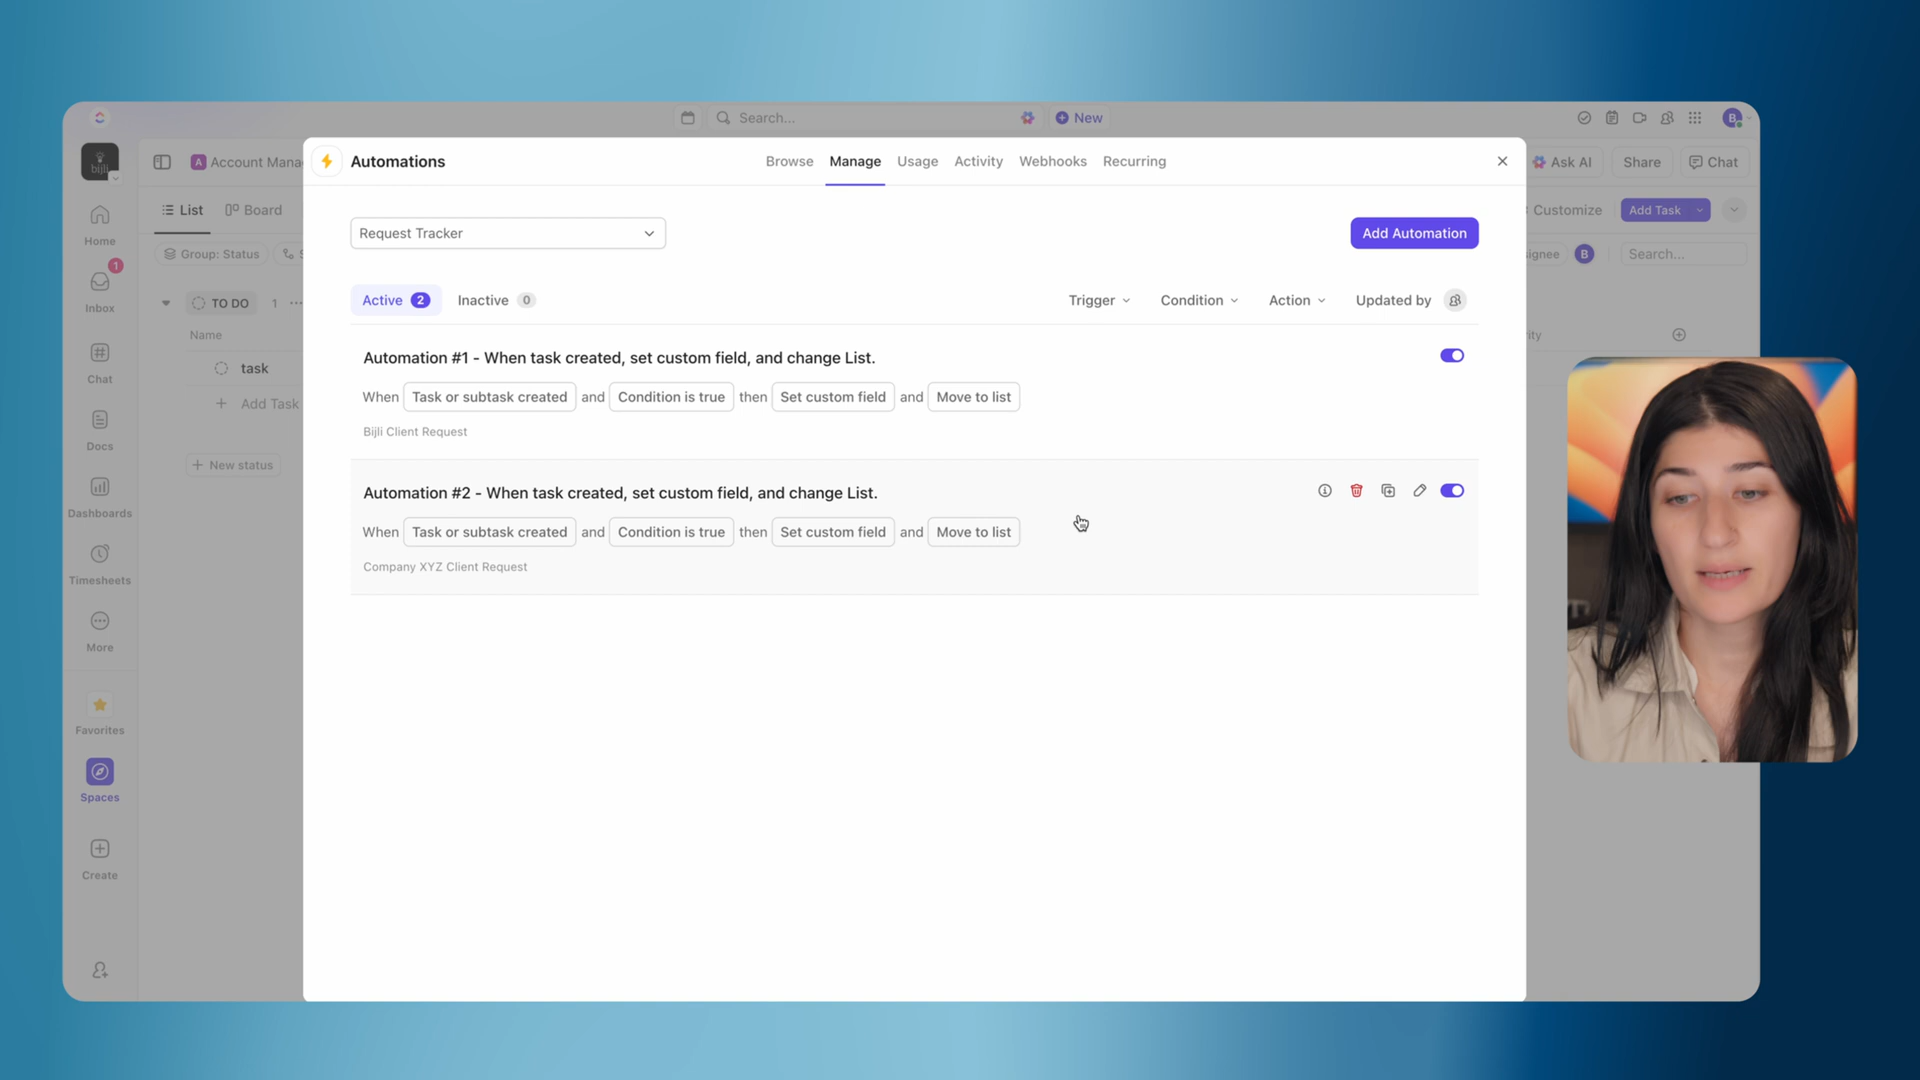 Search...
New
B
bijli
Account Mana
Ask AI
Share
Chat
Automations
Browse
Manage
Usage
Activity
Webhooks
Recurring
List
Board
Customize
Add Task
Group: Status
S
ignee
B
Search...
Request Tracker
Add Automation
Home
1
Inbox
Chat
Docs
Dashboards
Timesheets
More
Favorites
Spaces
Create
TO DO 1
Name
ity
task
Add Task
New status
Active 2
Inactive 0
Trigger
Condition
Action
Updated by
Automation #1 - When task created, set custom field, and change List.
When Task or subtask created and Condition is true then Set custom field and Move to list
Bijli Client Request
Automation #2 - When task created, set custom field, and change List.
When Task or subtask created and Condition is true then Set custom field and Move to list
Company XYZ Client Request